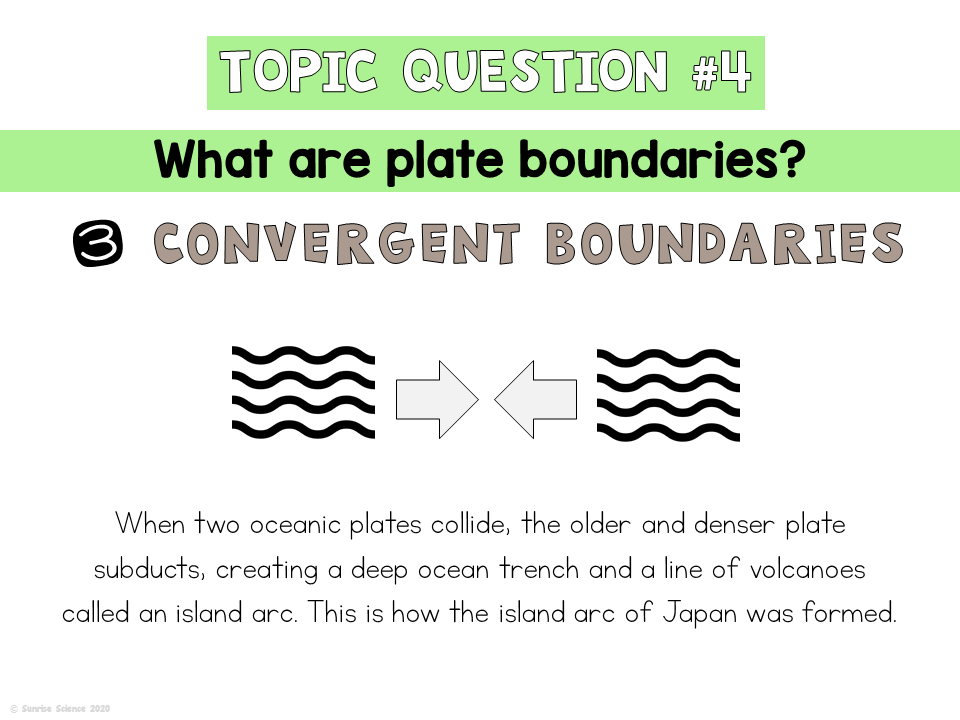 TOPIC QUESTION #4
What are plate boundaries?
3 CONVERGENT BOUNDARIES
When two oceanic plates collide, the older and denser plate
subducts, creating a deep ocean trench and a line of volcanoes
called an island arc. This is how the island arc of Japan was formed.
© Sunrise Science 2020